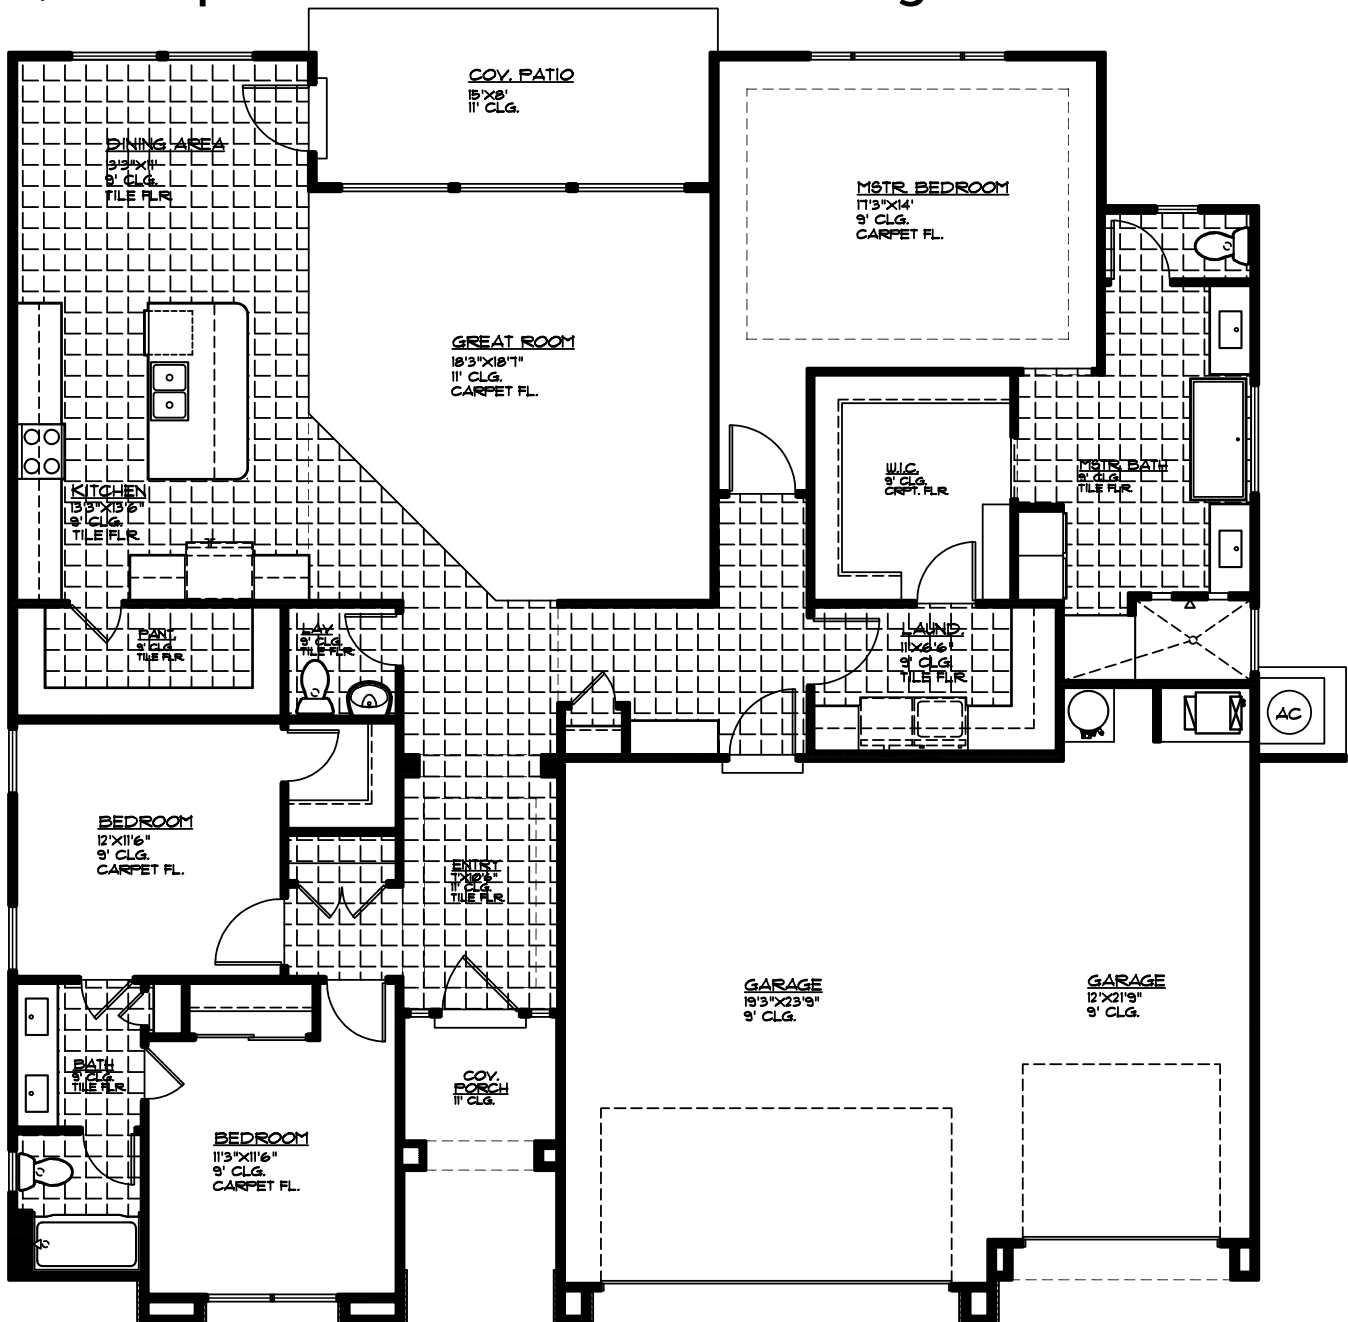 COV. PATIO
15'X8'
11' CLG.
DINING AREA
13'3"X11'
9' CLG.
TILE FLR.
MSTR. BEDROOM
17'3"X14'
9' CLG.
CARPET FL.
GREAT ROOM
18'3"X18'7"
11' CLG.
CARPET FL.
W.I.C.
9' CLG.
CRPT. FLR
MSTR. BATH
9' CLG.
TILE FLR.
KITCHEN
13'3"X13'6"
9' CLG.
TILE FLR.
PANT.
9' CLG.
TILE FLR.
LAV.
9' CLG.
TILE FLR.
LAUND.
11'X6'6"
9' CLG.
TILE FLR.
AC
BEDROOM
12'X11'6"
9' CLG.
CARPET FL.
ENTRY
7'X10'6"
11' CLG.
TILE FLR.
GARAGE
19'3"X23'9"
9' CLG.
GARAGE
12'X21'9"
9' CLG.
BATH
9' CLG.
TILE FLR.
COV.
PORCH
11' CLG.
BEDROOM
11'3"X11'6"
9' CLG.
CARPET FL.